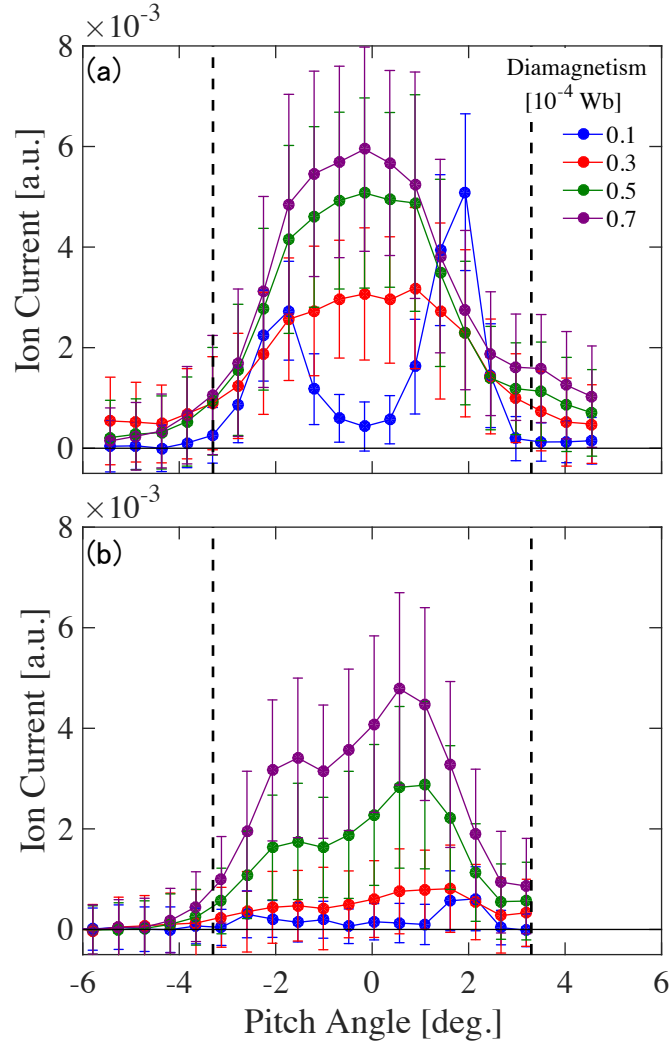 ×10⁻³
8
(a)
Diamagnetism
[10⁻⁴ Wb]
0.1
0.3
0.5
0.7
6
4
2
0
Ion Current [a.u.]
×10⁻³
8
(b)
6
4
2
0
Ion Current [a.u.]
-6 -4 -2 0 2 4 6
Pitch Angle [deg.]